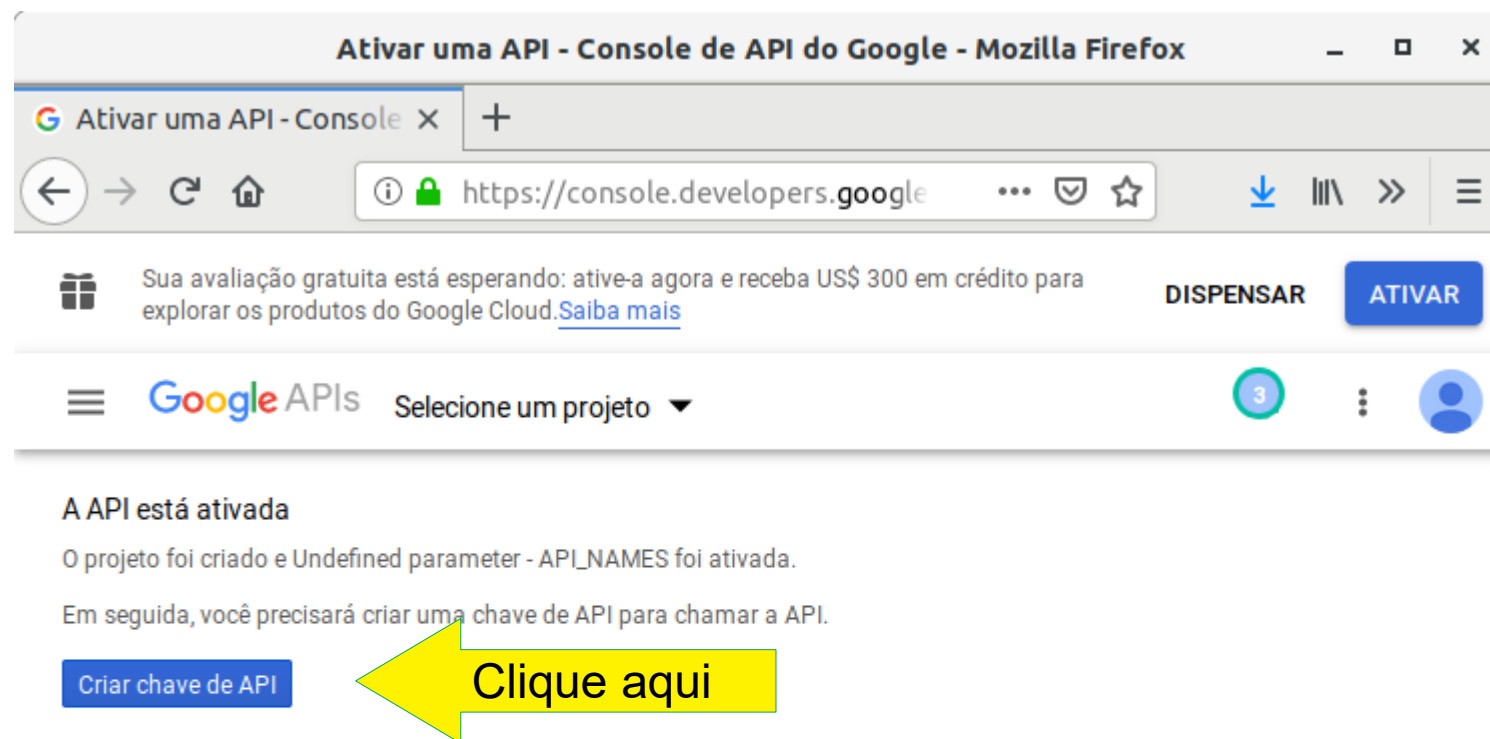 Ativar uma API - Console de API do Google - Mozilla Firefox
G Ativar uma API - Console
https://console.developers.google
Sua avaliação gratuita está esperando: ative-a agora e receba US$ 300 em crédito para
explorar os produtos do Google Cloud.Saiba mais
DISPENSAR
ATIVAR
Google APIs
Selecione um projeto
3
A API está ativada
O projeto foi criado e Undefined parameter - API_NAMES foi ativada.
Em seguida, você precisará criar uma chave de API para chamar a API.
Criar chave de API
Clique aqui